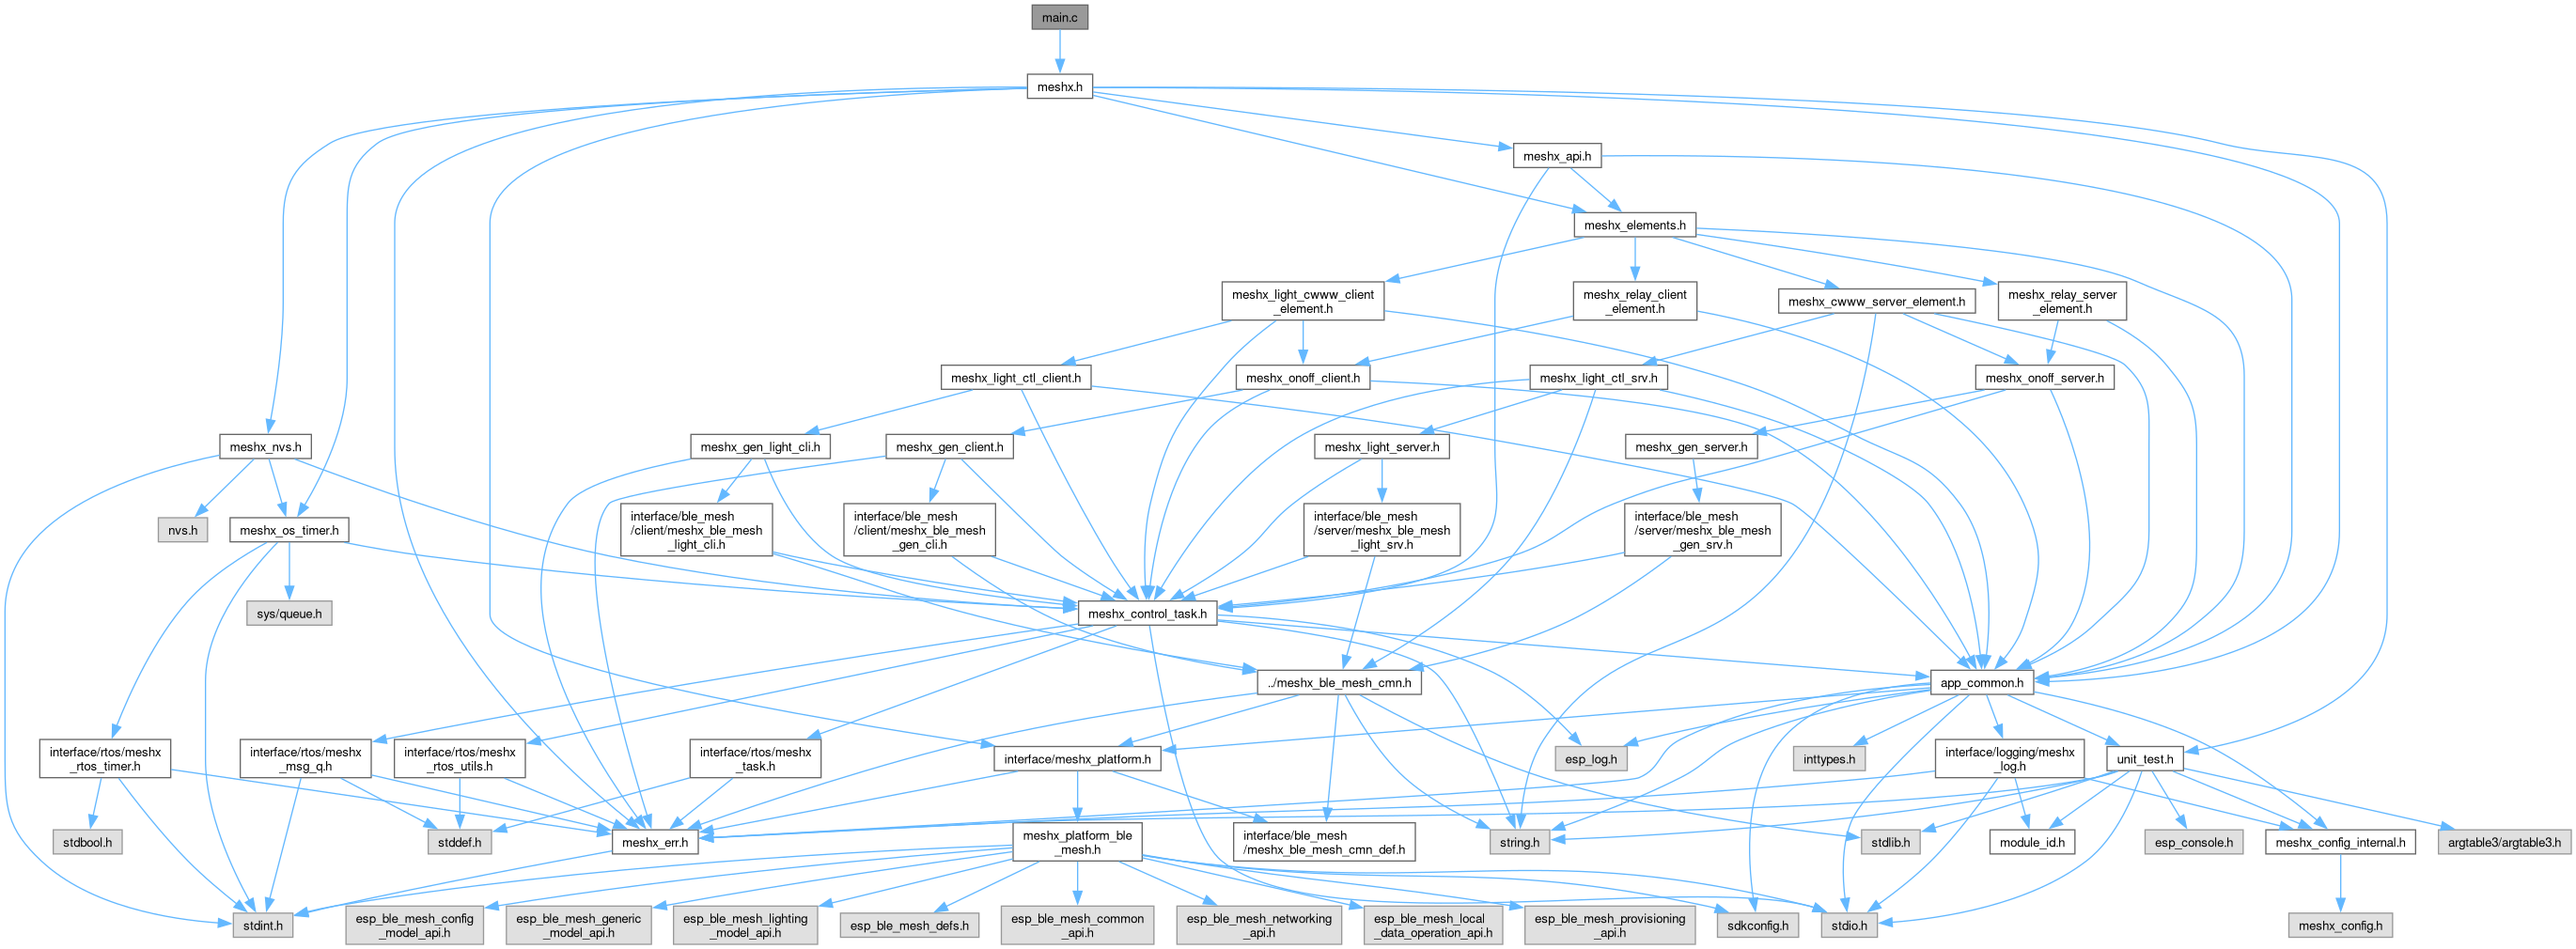 main.c
meshx.h
meshx_api.h
meshx_elements.h
meshx_light_cwww_client
_element.h
meshx_relay_client
_element.h
meshx_cwww_server_element.h
meshx_relay_server
_element.h
meshx_light_ctl_client.h
meshx_onoff_client.h
meshx_light_ctl_srv.h
meshx_onoff_server.h
meshx_nvs.h
meshx_gen_light_cli.h
meshx_gen_client.h
meshx_light_server.h
meshx_gen_server.h
nvs.h
meshx_os_timer.h
interface/ble_mesh
/client/meshx_ble_mesh
_light_cli.h
interface/ble_mesh
/client/meshx_ble_mesh
_gen_cli.h
interface/ble_mesh
/server/meshx_ble_mesh
_light_srv.h
interface/ble_mesh
/server/meshx_ble_mesh
_gen_srv.h
sys/queue.h
meshx_control_task.h
../meshx_ble_mesh_cmn.h
app_common.h
interface/rtos/meshx
_rtos_timer.h
interface/rtos/meshx
_msg_q.h
interface/rtos/meshx
_rtos_utils.h
interface/rtos/meshx
_task.h
interface/meshx_platform.h
esp_log.h
inttypes.h
interface/logging/meshx
_log.h
unit_test.h
stdbool.h
stddef.h
meshx_err.h
meshx_platform_ble
_mesh.h
interface/ble_mesh
/meshx_ble_mesh_cmn_def.h
string.h
stdlib.h
module_id.h
esp_console.h
meshx_config_internal.h
argtable3/argtable3.h
stdint.h
esp_ble_mesh_config
_model_api.h
esp_ble_mesh_generic
_model_api.h
esp_ble_mesh_lighting
_model_api.h
esp_ble_mesh_defs.h
esp_ble_mesh_common
_api.h
esp_ble_mesh_networking
_api.h
esp_ble_mesh_local
_data_operation_api.h
esp_ble_mesh_provisioning
_api.h
sdkconfig.h
stdio.h
meshx_config.h